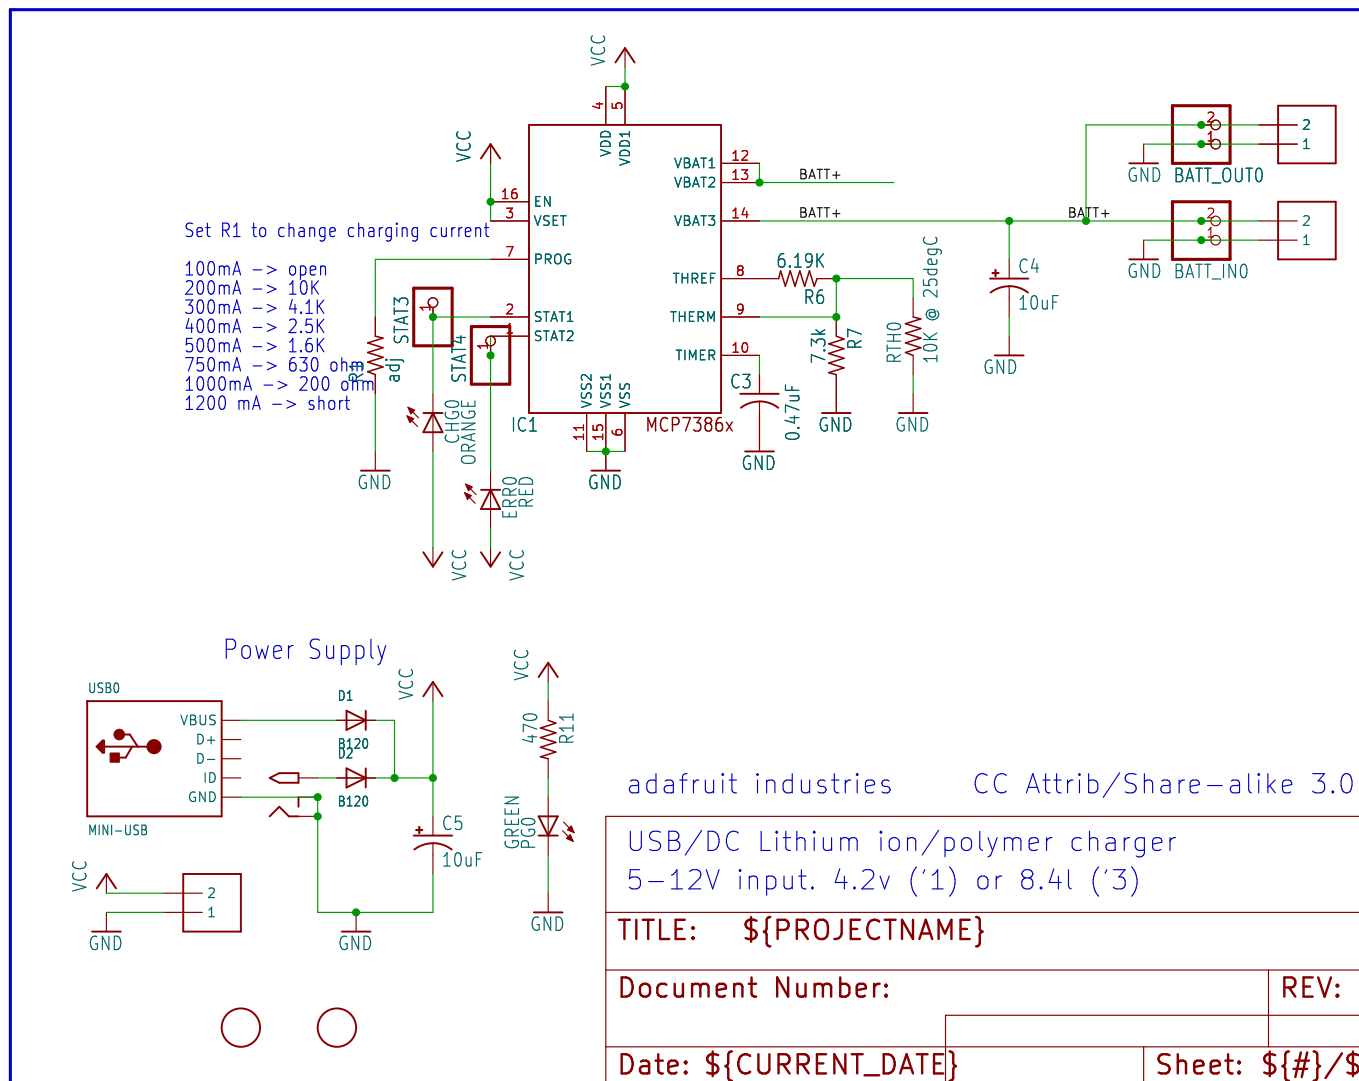 VCC
4
5
VDD
VDD1
VCC
16
EN
3
VSET
7
PROG
2
STAT1
STAT2
VBAT1
12
VBAT2
13
BATT+
VBAT3
14
BATT+
BATT+
THREF
8
6.19K
R6
THERM
9
TIMER
10
VSS2
VSS1
VSS
11
15
6
IC1
MCP7386x
GND
C3
0.47uF
GND
7.3k
R7
GND
RTH0
10K @ 25degC
GND
C4
10uF
GND
2
1
2
1
GND
BATT_OUT0
2
1
2
1
GND
BATT_IN0
Set R1 to change charging current
100mA -> open
200mA -> 10K
300mA -> 4.1K
400mA -> 2.5K
500mA -> 1.6K
750mA -> 630 ohm
1000mA -> 200 ohm
1200 mA -> short
R1
adj
GND
STAT3
1
STAT4
1
CHG0
ORANGE
VCC
ERR0
RED
VCC
Power Supply
USB0
VBUS
D+
D-
ID
GND
MINI-USB
D1
B120
D2
B120
VCC
C5
10uF
GND
VCC
2
1
GND
VCC
470
R11
GREEN
PG0
GND
adafruit industries CC Attrib/Share-alike 3.0
USB/DC Lithium ion/polymer charger
5-12V input. 4.2v ('1) or 8.4l ('3)
TITLE: ${PROJECTNAME}
Document Number:
REV:
Date: ${CURRENT_DATE}
Sheet: ${#}/$